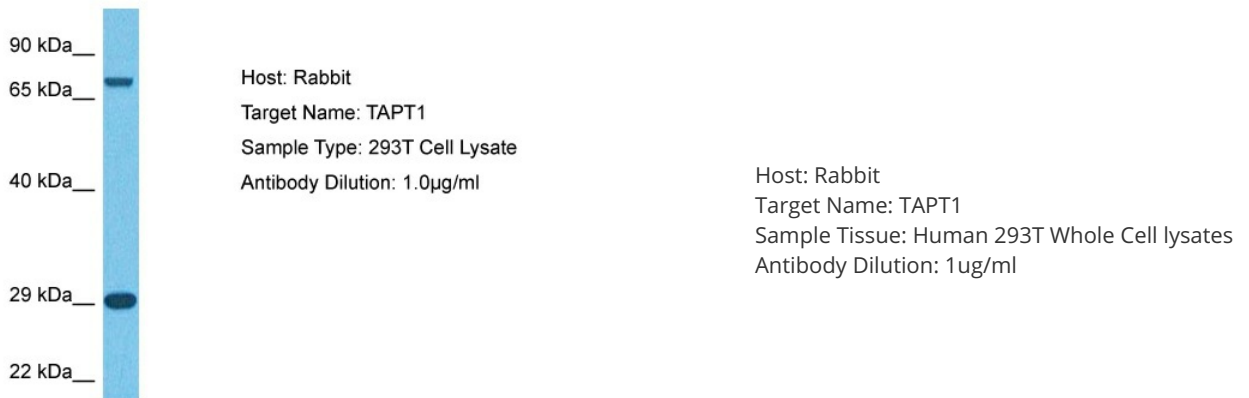 90 kDa__
65 kDa__
40 kDa__
29 kDa__
22 kDa__
Host: Rabbit
Target Name: TAPT1
Sample Type: 293T Cell Lysate
Antibody Dilution: 1.0µg/ml
Host: Rabbit
Target Name: TAPT1
Sample Tissue: Human 293T Whole Cell lysates
Antibody Dilution: 1ug/ml